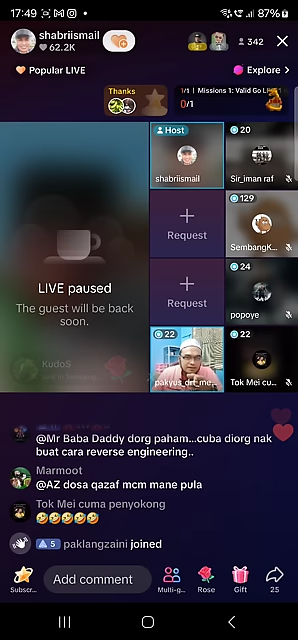 17:49
87%
shabriismail
62.2K
342
Popular LIVE
Explore >
Thanks
1/1 | Missions 1: Valid Go L
0/1
Host
shabriismail
20
Sir_iman raf
LIVE paused
The guest will be back
soon.
Request
129
SembangK...
Request
24
popoye
KudoS
22
pakyus_dri_me...
22
Tok Mei cu...
@Mr Baba Daddy dorg paham...cuba diorg nak
buat cara reverse engineering..
Marmoot
@AZ dosa qazaf mcm mane pula
Tok Mei cuma penyokong
🤣🤣🤣🤣🤣
5 paklangzaini joined
Add comment
Subscr...
Multi-g...
Rose
Gift
25